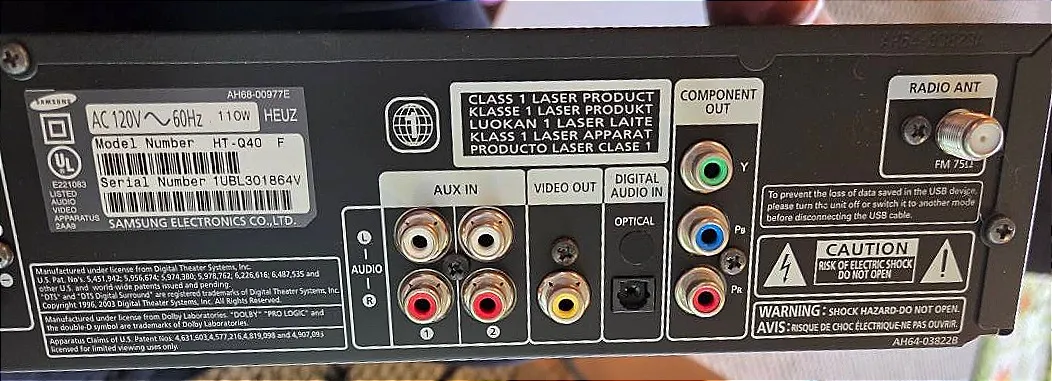 AH64-03822B
SAMSUNG
AH68-00977E
AC 120V ~ 60Hz 110W HEUZ
Model Number HT-Q40 F
Serial Number 1UBL301864V
UL
E221083
LISTED
AUDIO
VIDEO
APPARATUS
2AA9
SAMSUNG ELECTRONICS CO.,LTD.
CLASS 1 LASER PRODUCT
KLASSE 1 LASER PRODUKT
LUOKAN 1 LASER LAITE
KLASS 1 LASER APPARAT
PRODUCTO LASER CLASE 1
COMPONENT
OUT
Y
PB
PR
RADIO ANT
FM 75Ω
To prevent the loss of data saved in the USB device,
please turn the unit off or switch it to another mode
before disconnecting the USB cable.
AUX IN
L
AUDIO
R
1
2
VIDEO OUT
DIGITAL
AUDIO IN
OPTICAL
CAUTION
RISK OF ELECTRIC SHOCK
DO NOT OPEN
WARNING: SHOCK HAZARD-DO NOT OPEN.
AVIS: RISQUE DE CHOC ÉLECTRIQUE-NE PAS OUVRIR.
AH64-03822B
Manufactured under license from Digital Theater Systems, Inc.
U.S. Pat. No's. 5,451,942; 5,956,674; 5,974,380; 5,978,762; 6,226,616; 6,487,535 and
other U.S. and world-wide patents issued and pending.
"DTS" and "DTS Digital Surround" are registered trademarks of Digital Theater Systems, Inc.
Copyright 1996, 2003 Digital Theater Systems, Inc. All Rights Reserved.
Manufactured under license from Dolby Laboratories. "DOLBY" "PRO LOGIC" and
the double-D symbol are trademarks of Dolby Laboratories.
Apparatus Claims of U.S. Patent Nos: 4,631,603,4,577,216,4,819,098 and 4,907,093
licensed for limited viewing uses only.